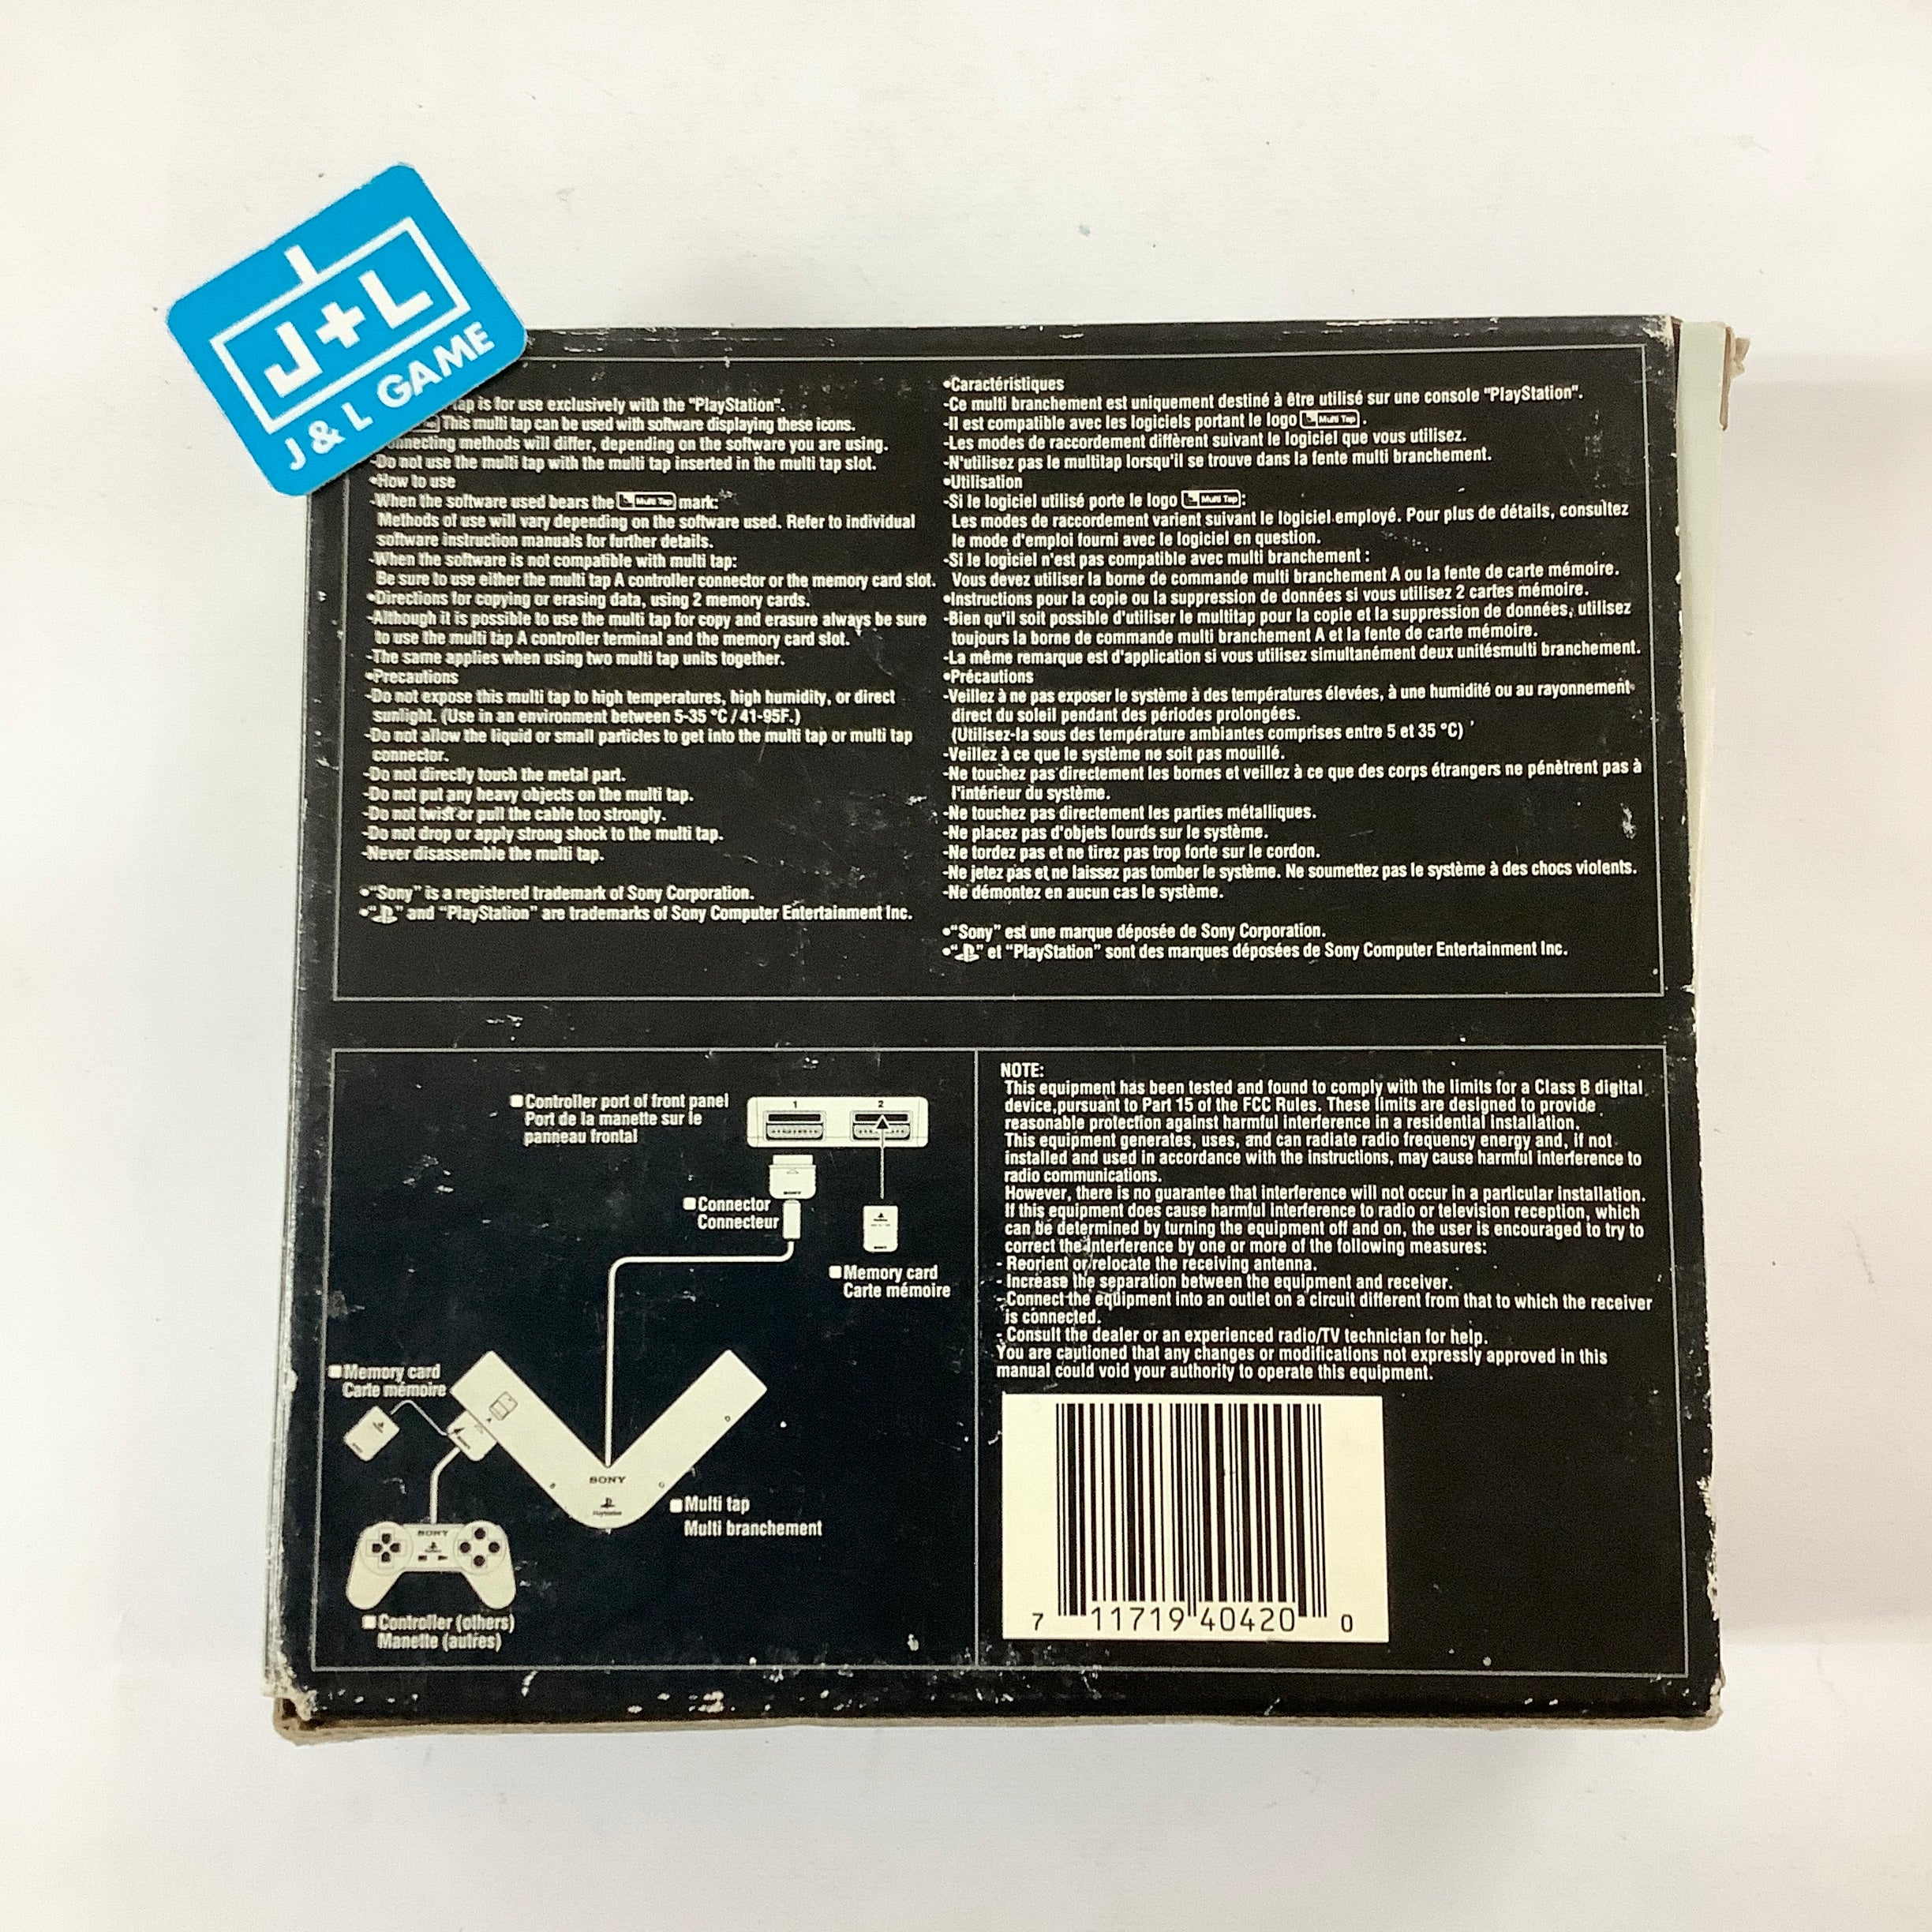 J+L
J & L GAME
tap is for use exclusively with the "PlayStation".
This multi tap can be used with software displaying these icons.
connecting methods will differ, depending on the software you are using.
-Do not use the multi tap with the multi tap inserted in the multi tap slot.
•How to use
-When the software used bears the Multi Tap mark:
Methods of use will vary depending on the software used. Refer to individual
software instruction manuals for further details.
-When the software is not compatible with multi tap:
Be sure to use either the multi tap A controller connector or the memory card slot.
•Directions for copying or erasing data, using 2 memory cards.
-Although it is possible to use the multi tap for copy and erasure always be sure
to use the multi tap A controller terminal and the memory card slot.
-The same applies when using two multi tap units together.
•Precautions
-Do not expose this multi tap to high temperatures, high humidity, or direct
sunlight. (Use in an environment between 5-35 °C / 41-95F.)
-Do not allow the liquid or small particles to get into the multi tap or multi tap
connector.
-Do not directly touch the metal part.
-Do not put any heavy objects on the multi tap.
-Do not twist or pull the cable too strongly.
-Do not drop or apply strong shock to the multi tap.
-Never disassemble the multi tap.
•"Sony" is a registered trademark of Sony Corporation.
•" " and "PlayStation" are trademarks of Sony Computer Entertainment Inc.
•Caractéristiques
-Ce multi branchement est uniquement destiné à être utilisé sur une console "PlayStation".
-Il est compatible avec les logiciels portant le logo Multi Tap .
-Les modes de raccordement diffèrent suivant le logiciel que vous utilisez.
-N'utilisez pas le multitap lorsqu'il se trouve dans la fente multi branchement.
•Utilisation
-Si le logiciel utilisé porte le logo Multi Tap :
Les modes de raccordement varient suivant le logiciel employé. Pour plus de détails, consultez
le mode d'emploi fourni avec le logiciel en question.
-Si le logiciel n'est pas compatible avec multi branchement :
Vous devez utiliser la borne de commande multi branchement A ou la fente de carte mémoire.
•Instructions pour la copie ou la suppression de données si vous utilisez 2 cartes mémoire.
-Bien qu'il soit possible d'utiliser le multitap pour la copie et la suppression de données, utilisez
toujours la borne de commande multi branchement A et la fente de carte mémoire.
-La même remarque est d'application si vous utilisez simultanément deux unitésmulti branchement.
•Précautions
-Veillez à ne pas exposer le système à des températures élevées, à une humidité ou au rayonnement
direct du soleil pendant des périodes prolongées.
(Utilisez-la sous des température ambiantes comprises entre 5 et 35 °C)
-Veillez à ce que le système ne soit pas mouillé.
-Ne touchez pas directement les bornes et veillez à ce que des corps étrangers ne pénètrent pas à
l'intérieur du système.
-Ne touchez pas directement les parties métalliques.
-Ne placez pas d'objets lourds sur le système.
-Ne tordez pas et ne tirez pas trop forte sur le cordon.
-Ne jetez pas et ne laissez pas tomber le système. Ne soumettez pas le système à des chocs violents.
-Ne démontez en aucun cas le système.
•"Sony" est une marque déposée de Sony Corporation.
•" " et "PlayStation" sont des marques déposées de Sony Computer Entertainment Inc.
■Controller port of front panel
Port de la manette sur le
panneau frontal
1
2
SONY
■Connector
Connecteur
■Memory card
Carte mémoire
■Memory card
Carte mémoire
SONY
PlayStation
■Multi tap
Multi branchement
SONY
■Controller (others)
Manette (autres)
NOTE:
This equipment has been tested and found to comply with the limits for a Class B digital
device,pursuant to Part 15 of the FCC Rules. These limits are designed to provide
reasonable protection against harmful interference in a residential installation.
This equipment generates, uses, and can radiate radio frequency energy and, if not
installed and used in accordance with the instructions, may cause harmful interference to
radio communications.
However, there is no guarantee that interference will not occur in a particular installation.
If this equipment does cause harmful interference to radio or television reception, which
can be determined by turning the equipment off and on, the user is encouraged to try to
correct the interference by one or more of the following measures:
- Reorient or relocate the receiving antenna.
- Increase the separation between the equipment and receiver.
- Connect the equipment into an outlet on a circuit different from that to which the receiver
is connected.
- Consult the dealer or an experienced radio/TV technician for help.
You are cautioned that any changes or modifications not expressly approved in this
manual could void your authority to operate this equipment.
7 11719 40420 0